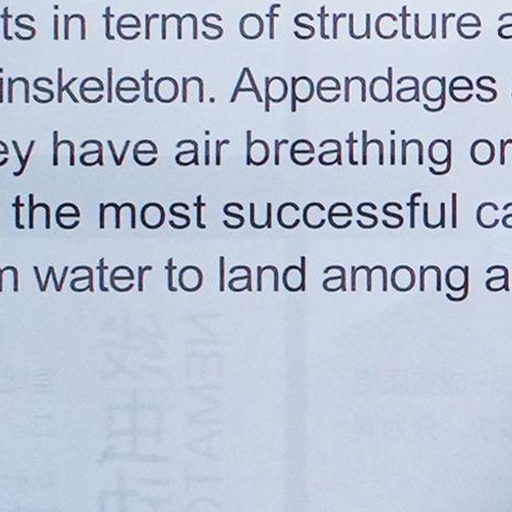 ts in terms of structure a
inskeleton. Appendages
ey have air breathing or
the most successful ca
m water to land among a